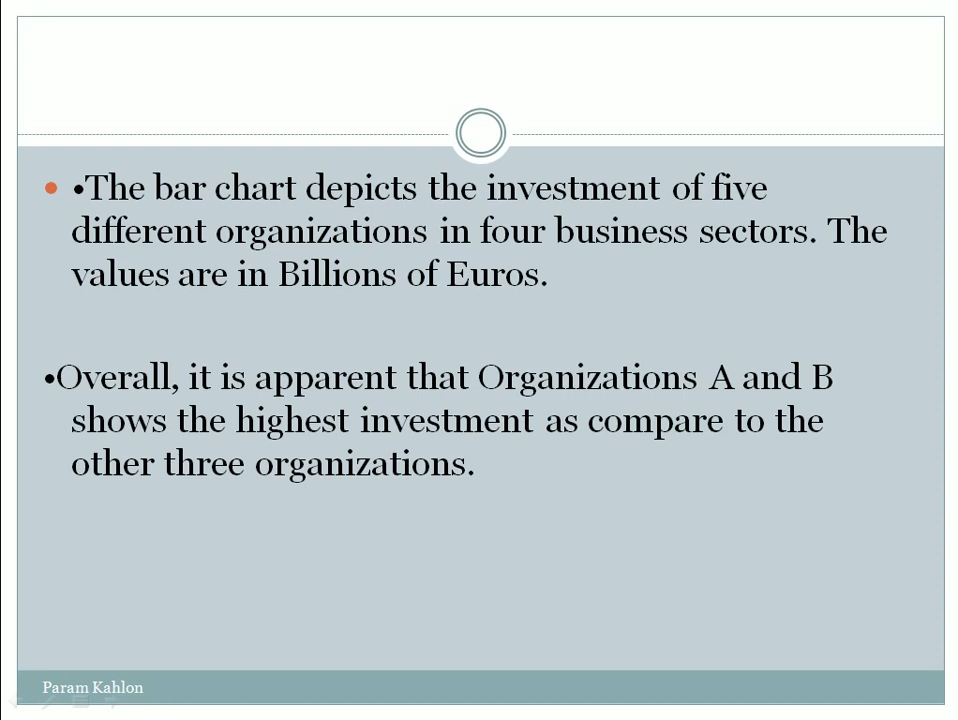 •The bar chart depicts the investment of five
different organizations in four business sectors. The
values are in Billions of Euros.
•Overall, it is apparent that Organizations A and B
shows the highest investment as compare to the
other three organizations.
Param Kahlon